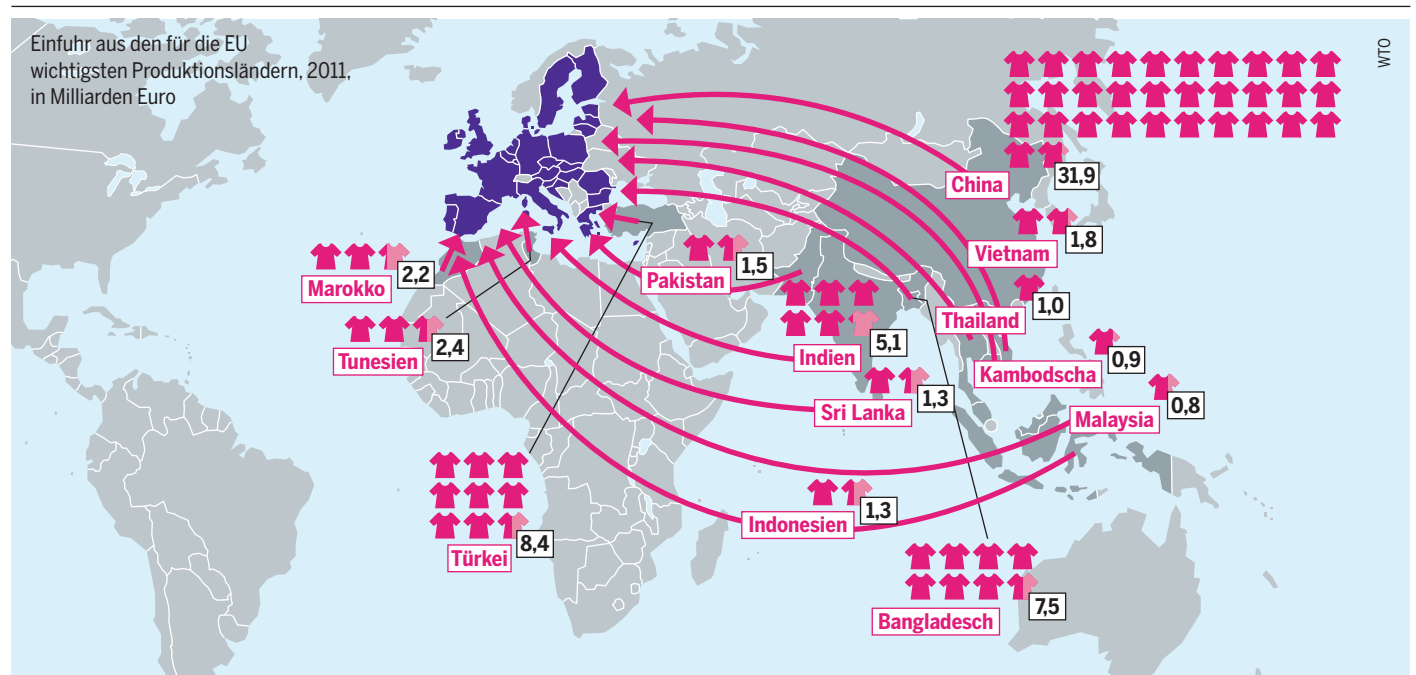 Einfuhr aus den für die EU
wichtigsten Produktionsländern, 2011,
in Milliarden Euro
WTO
China
31,9
Vietnam
1,8
Pakistan
1,5
Marokko
2,2
Thailand
1,0
Tunesien
2,4
Indien
5,1
Kambodscha
0,9
Sri Lanka
1,3
Malaysia
0,8
Indonesien
1,3
Türkei
8,4
Bangladesch
7,5